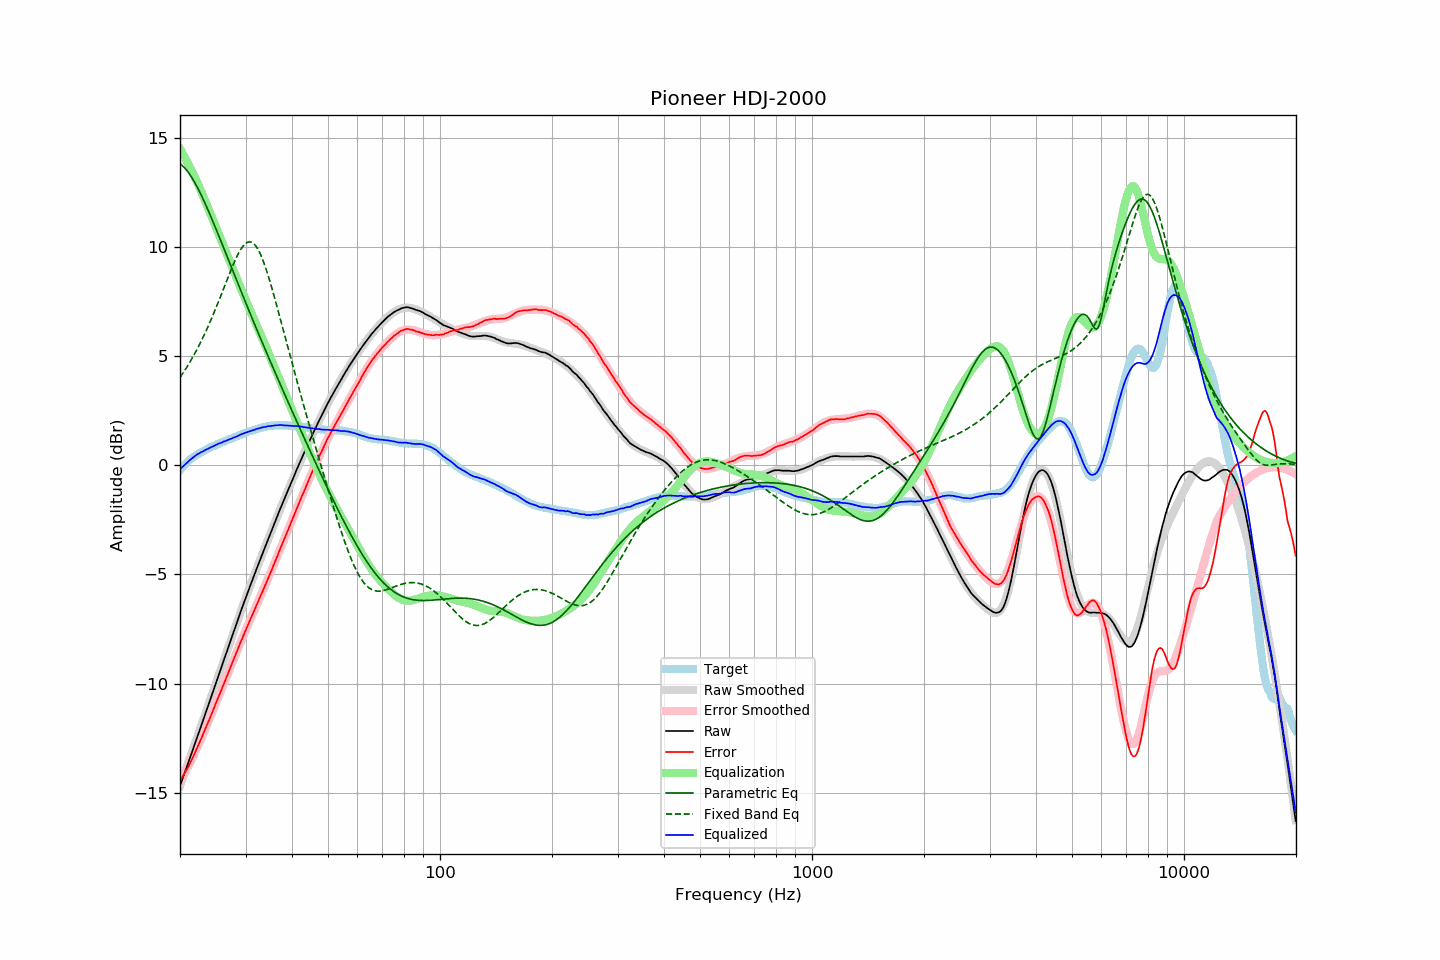 Pioneer HDJ-2000
15
10
5
0
−5
−10
−15
Amplitude (dBr)
100
1000
10000
Frequency (Hz)
Target
Raw Smoothed
Error Smoothed
Raw
Error
Equalization
Parametric Eq
Fixed Band Eq
Equalized